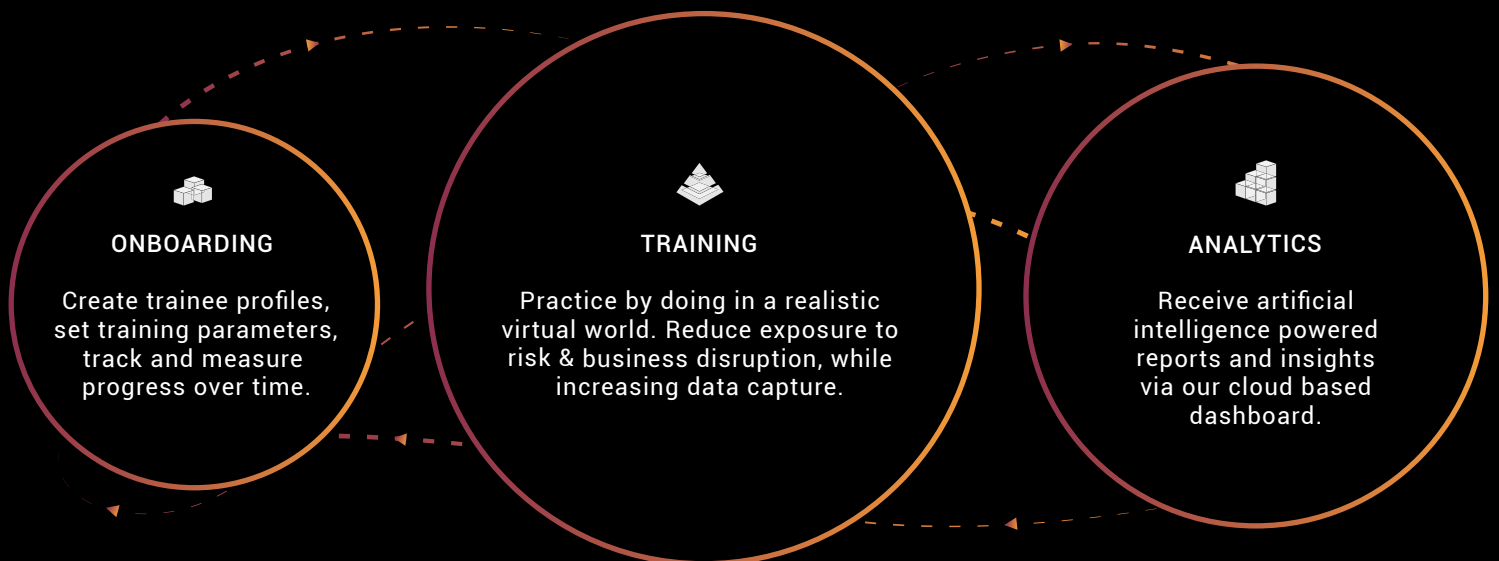 ONBOARDING
Create trainee profiles,
set training parameters,
track and measure
progress over time.
TRAINING
Practice by doing in a realistic
virtual world. Reduce exposure to
risk & business disruption, while
increasing data capture.
ANALYTICS
Receive artificial
intelligence powered
reports and insights
via our cloud based
dashboard.